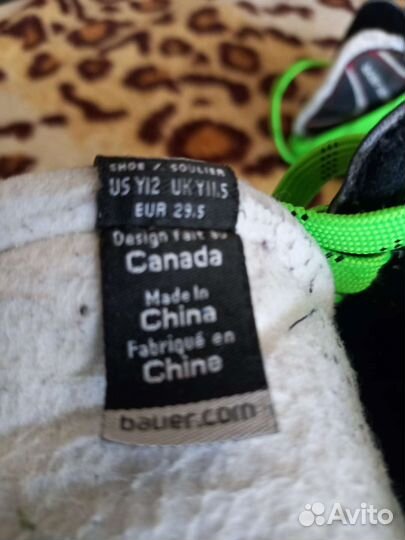 SHOE / SOULIER
US Y12 UK Y11.5
EUR 29.5
Design Fait au
Canada
Made In
China
Fabriqué en
Chine
bauer.com
Avito